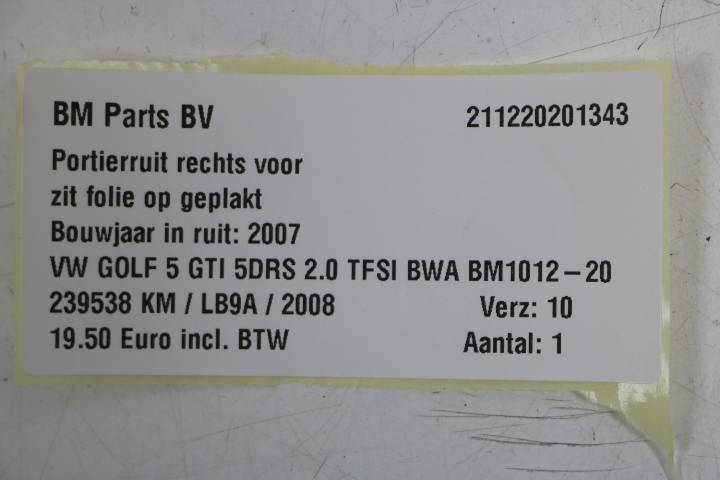 BM Parts BV 211220201343
Portierruit rechts voor
zit folie op geplakt
Bouwjaar in ruit: 2007
VW GOLF 5 GTI 5DRS 2.0 TFSI BWA BM1012-20
239538 KM / LB9A / 2008 Verz: 10
19.50 Euro incl. BTW Aantal: 1